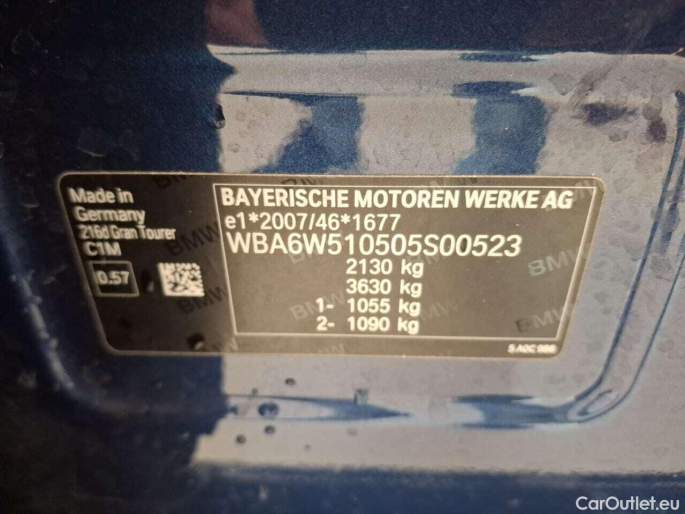 Made in
Germany
216d Gran Tourer
C1M
0.57
BAYERISCHE MOTOREN WERKE AG
e1*2007/46*1677
WBA6W510505S00523
2130 kg
3630 kg
1- 1055 kg
2- 1090 kg
CarOutlet.eu